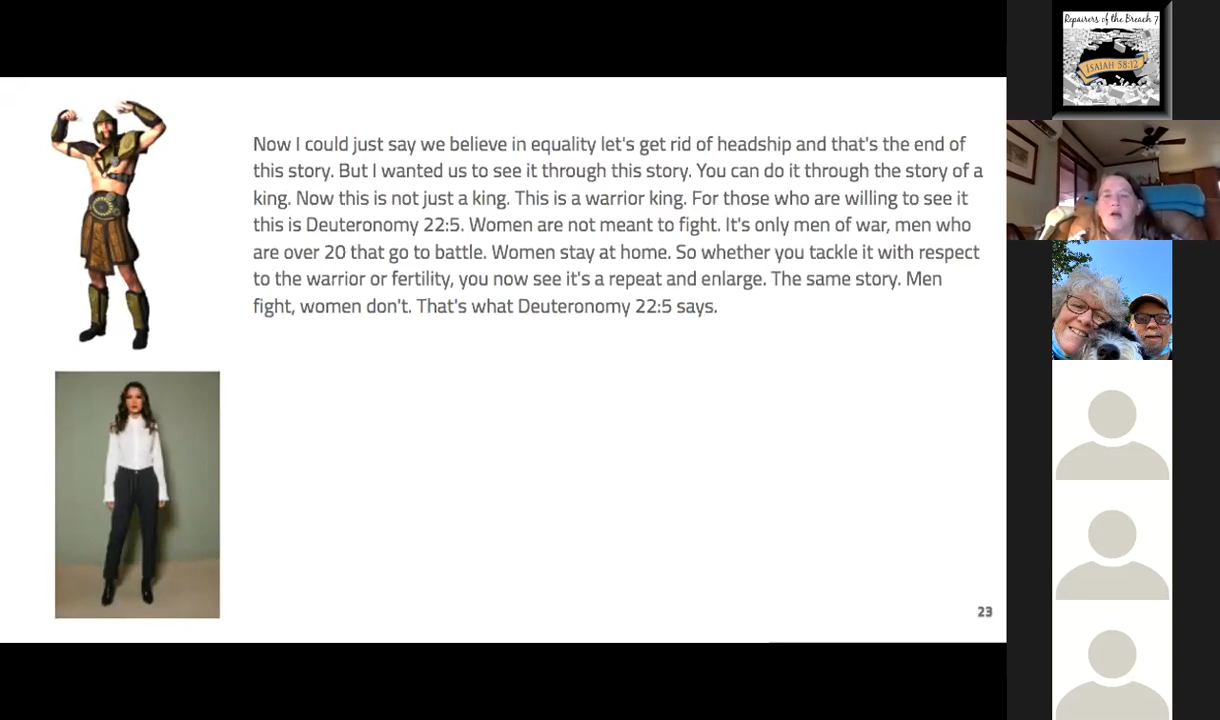 Now I could just say we believe in equality let's get rid of headship and that's the end of
this story. But I wanted us to see it through this story. You can do it through the story of a
king. Now this is not just a king. This is a warrior king. For those who are willing to see it
this is Deuteronomy 22:5. Women are not meant to fight. It's only men of war, men who
are over 20 that go to battle. Women stay at home. So whether you tackle it with respect
to the warrior or fertility, you now see it's a repeat and enlarge. The same story. Men
fight, women don't. That's what Deuteronomy 22:5 says.
23
Repairers of the Breach 7
ISAIAH 58:12